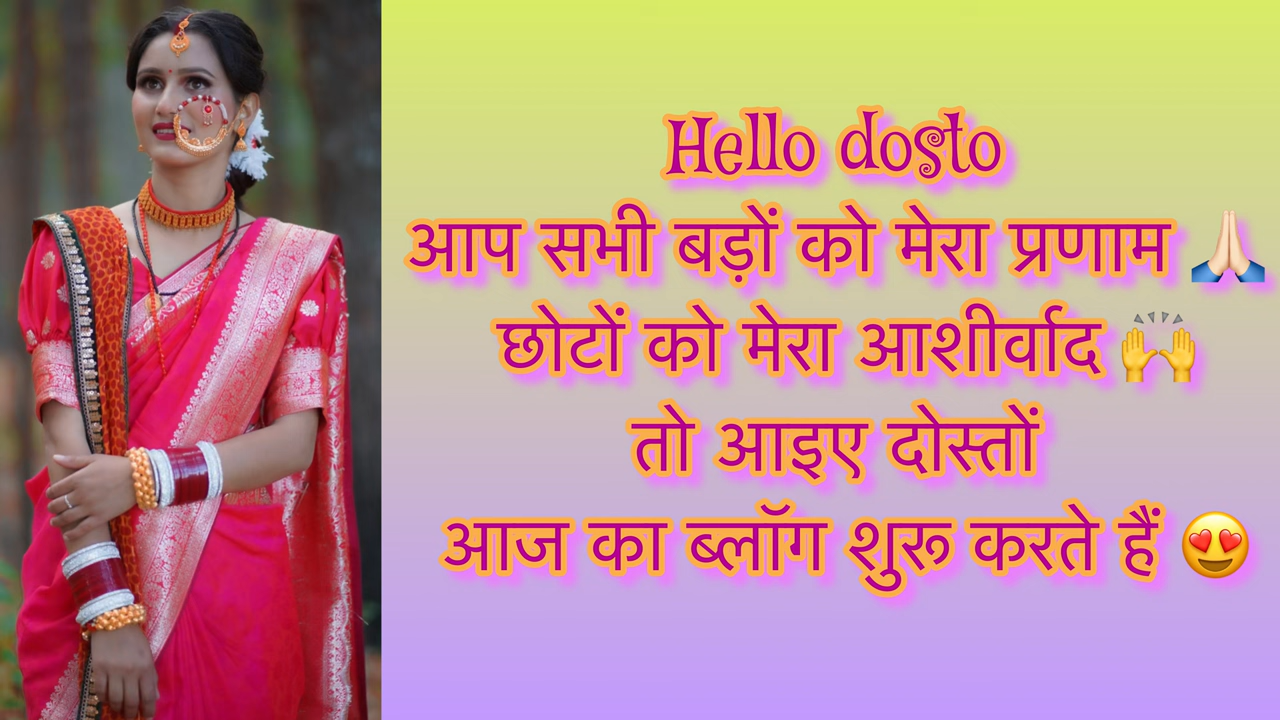 Hello dosto
आप सभी बड़ों को मेरा प्रणाम 🙏🏻
छोटों को मेरा आशीर्वाद 🙌
तो आइए दोस्तों
आज का ब्लॉग शुरू करते हैं 😍